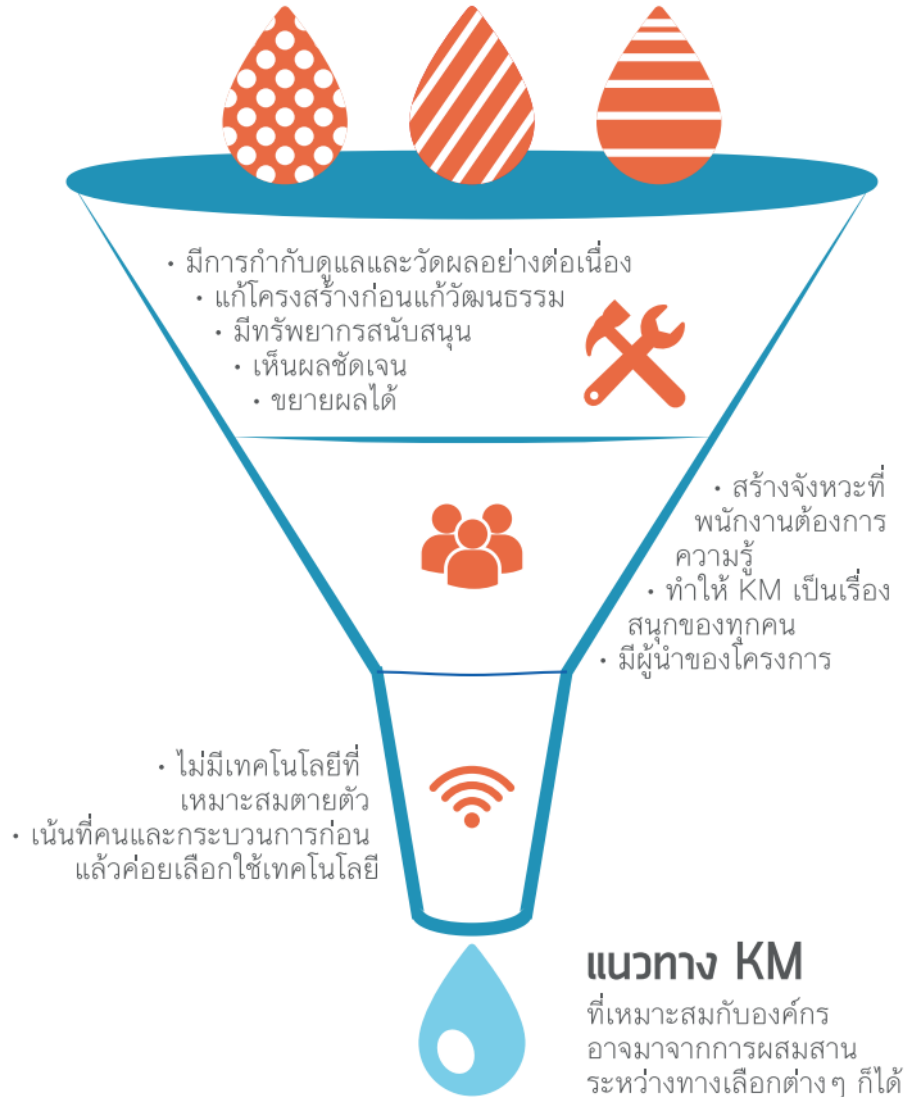 • มีการกำกับดูแลและวัดผลอย่างต่อเนื่อง
• แก้โครงสร้างก่อนแก้วัฒนธรรม
• มีทรัพยากรสนับสนุน
• เห็นผลชัดเจน
• ขยายผลได้
• สร้างจังหวะที่
พนักงานต้องการ
ความรู้
• ทำให้ KM เป็นเรื่อง
สนุกของทุกคน
• มีผู้นำของโครงการ
• ไม่มีเทคโนโลยีที่
เหมาะสมตายตัว
• เน้นที่คนและกระบวนการก่อน
แล้วค่อยเลือกใช้เทคโนโลยี
แนวทาง KM
ที่เหมาะสมกับองค์กร
อาจมาจากการผสมสาน
ระหว่างทางเลือกต่างๆ ก็ได้